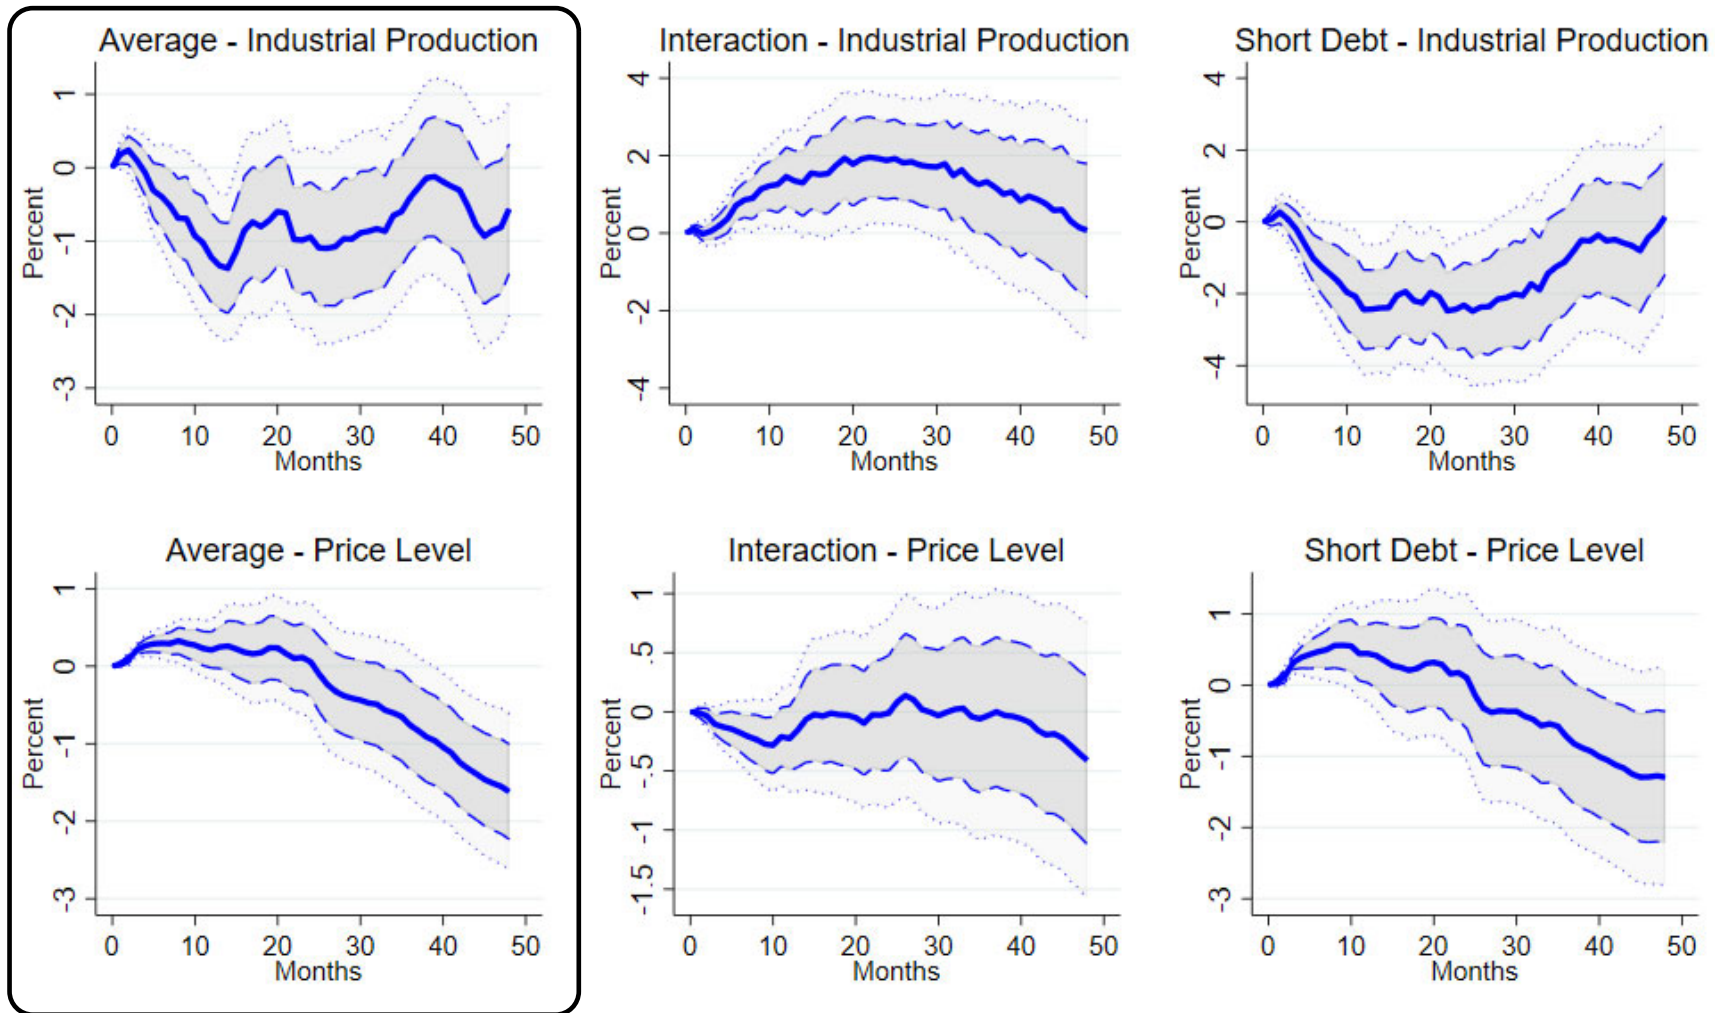 Average - Industrial Production
Percent
1
0
-1
-2
-3
0 10 20 30 40 50
Months
Interaction - Industrial Production
Percent
4
2
0
-2
-4
0 10 20 30 40 50
Months
Short Debt - Industrial Production
Percent
4
2
0
-2
-4
0 10 20 30 40 50
Months
Average - Price Level
Percent
1
0
-1
-2
-3
0 10 20 30 40 50
Months
Interaction - Price Level
Percent
1
.5
0
-.5
-1
-1.5
0 10 20 30 40 50
Months
Short Debt - Price Level
Percent
1
0
-1
-2
-3
0 10 20 30 40 50
Months